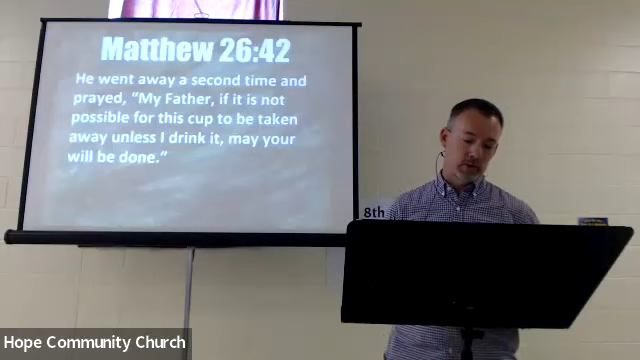 Matthew 26:42
He went away a second time and
prayed, “My Father, if it is not
possible for this cup to be taken
away unless I drink it, may your
will be done.”
8th
Hope Community Church